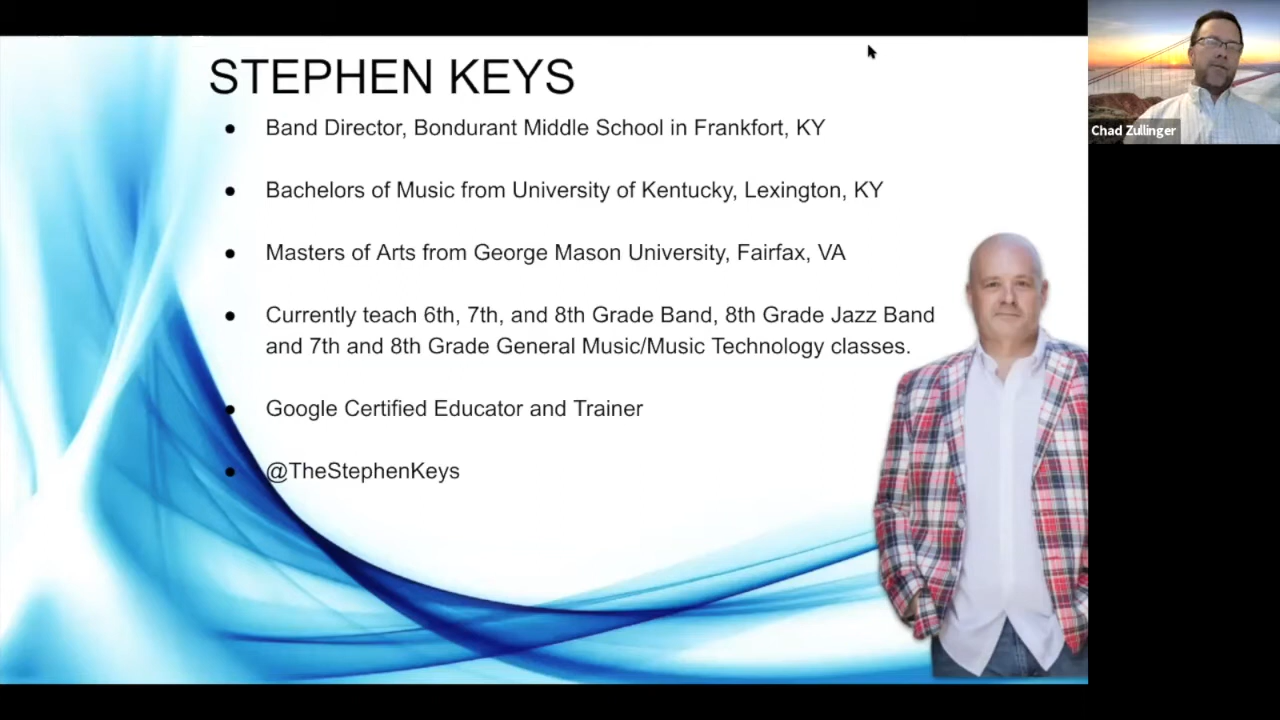 STEPHEN KEYS
● Band Director, Bondurant Middle School in Frankfort, KY
● Bachelors of Music from University of Kentucky, Lexington, KY
● Masters of Arts from George Mason University, Fairfax, VA
● Currently teach 6th, 7th, and 8th Grade Band, 8th Grade Jazz Band
and 7th and 8th Grade General Music/Music Technology classes.
● Google Certified Educator and Trainer
● @TheStephenKeys
Chad Zullinger